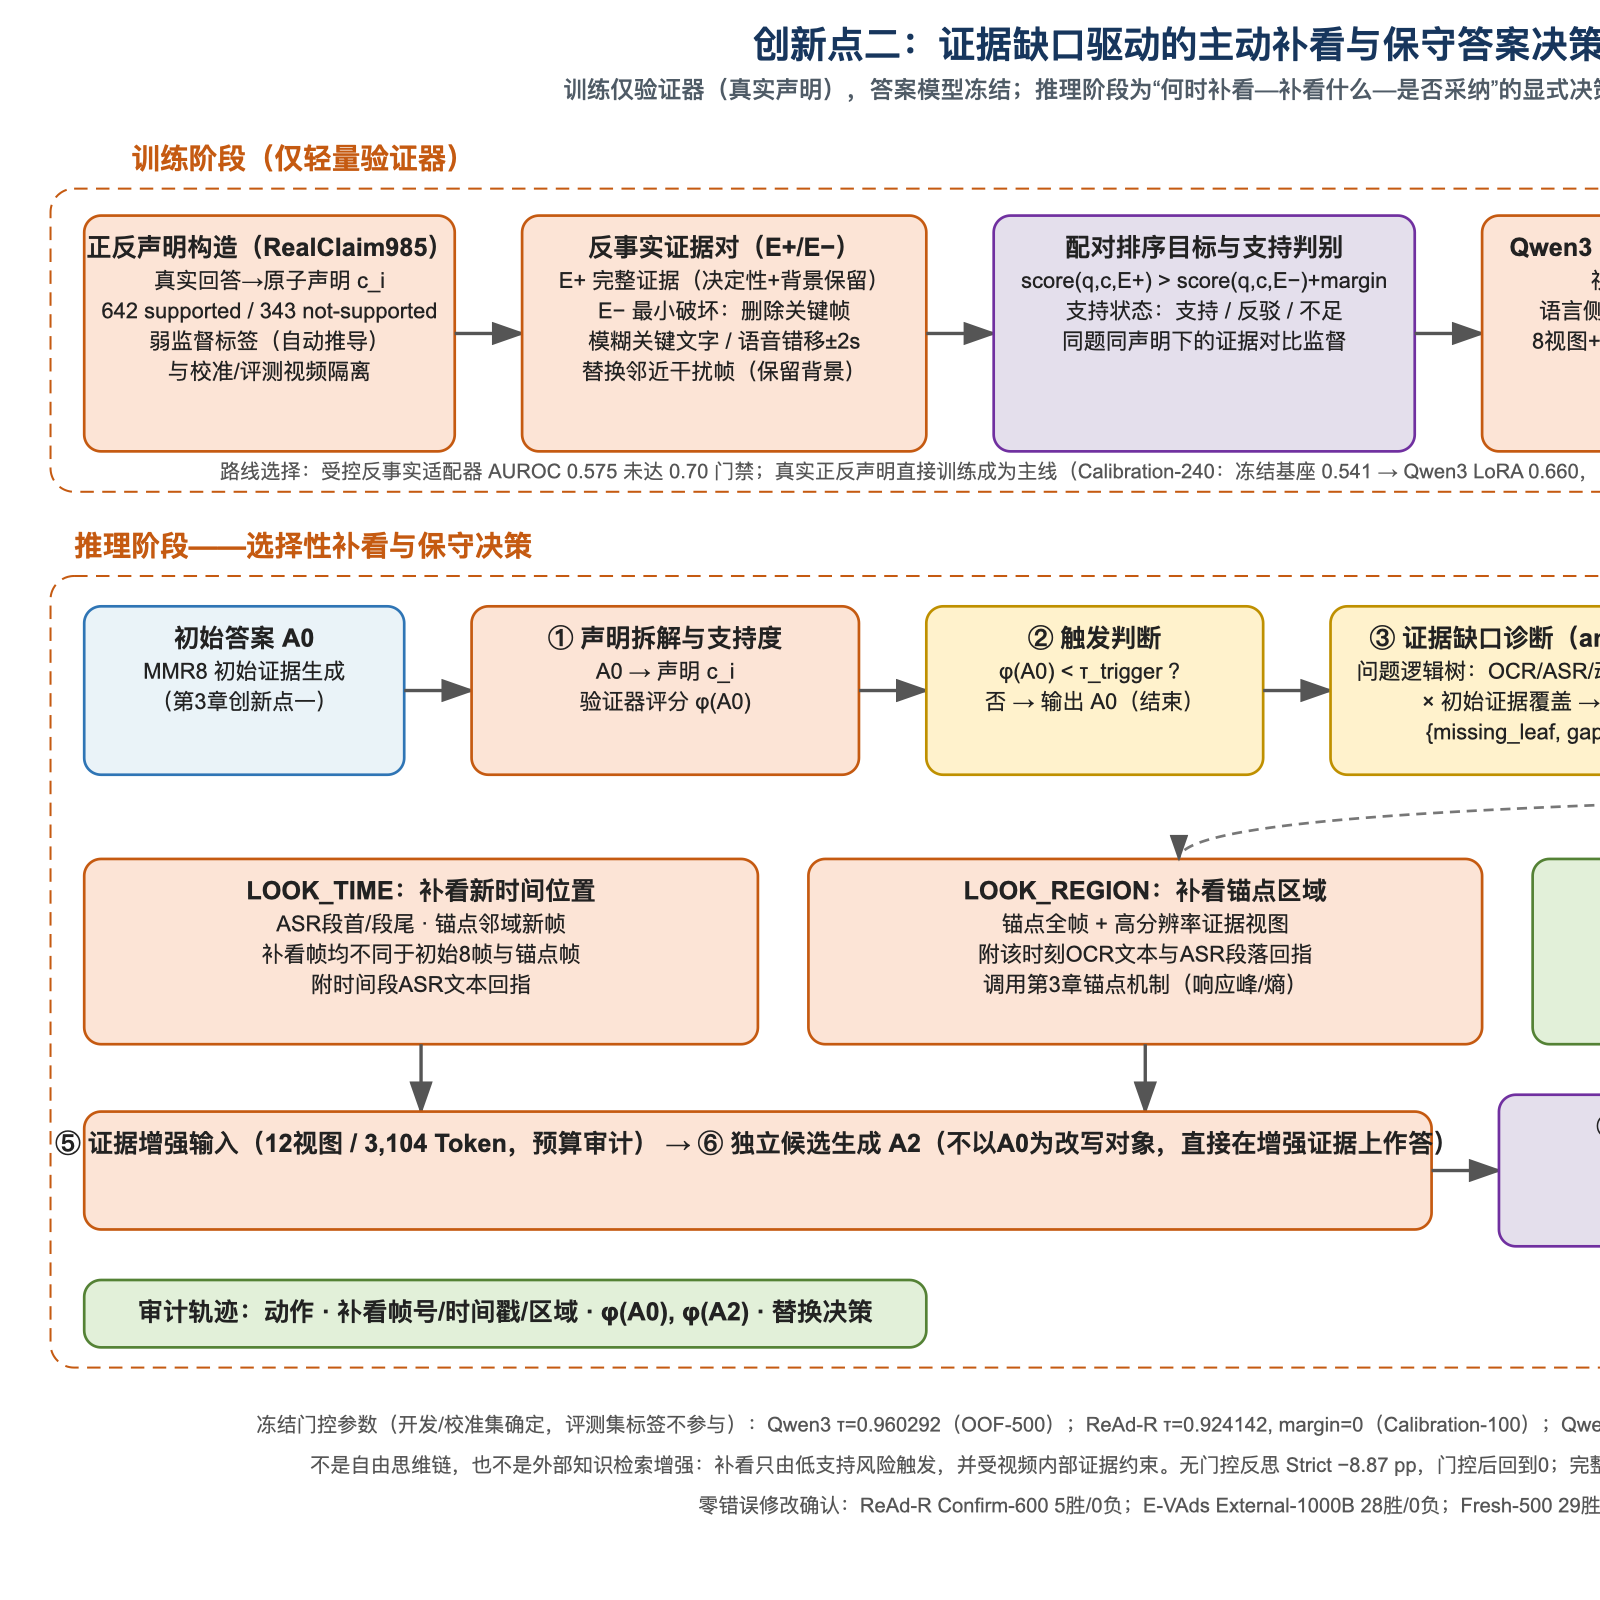 创新点二：证据缺口驱动的主动补看与保守答案决策
训练仅验证器（真实声明），答案模型冻结；推理阶段为“何时补看—补看什么—是否采纳”的显式决策
训练阶段（仅轻量验证器）
正反声明构造（RealClaim985）
真实回答→原子声明 c_i
642 supported / 343 not-supported
弱监督标签（自动推导）
与校准/评测视频隔离
反事实证据对（E+/E−）
E+ 完整证据（决定性+背景保留）
E− 最小破坏：删除关键帧
模糊关键文字 / 语音错移±2s
替换邻近干扰帧（保留背景）
配对排序目标与支持判别
score(q,c,E+) > score(q,c,E−)+margin
支持状态：支持 / 反驳 / 不足
同题同声明下的证据对比监督
Qwen3
语言侧
8视图+
路线选择：受控反事实适配器 AUROC 0.575 未达 0.70 门禁；真实正反声明直接训练成为主线（Calibration-240：冻结基座 0.541 → Qwen3 LoRA 0.660，
推理阶段——选择性补看与保守决策
初始答案 A0
MMR8 初始证据生成
（第3章创新点一）
① 声明拆解与支持度
A0 → 声明 c_i
验证器评分 φ(A0)
② 触发判断
φ(A0) < τ_trigger ?
否 → 输出 A0（结束）
③ 证据缺口诊断（an
问题逻辑树：OCR/ASR/动
× 初始证据覆盖 →
{missing_leaf, gap
LOOK_TIME：补看新时间位置
ASR段首/段尾 · 锚点邻域新帧
补看帧均不同于初始8帧与锚点帧
附时间段ASR文本回指
LOOK_REGION：补看锚点区域
锚点全帧 + 高分辨率证据视图
附该时刻OCR文本与ASR段落回指
调用第3章锚点机制（响应峰/熵）
⑤ 证据增强输入（12视图 / 3,104 Token，预算审计） → ⑥ 独立候选生成 A2（不以A0为改写对象，直接在增强证据上作答）
审计轨迹：动作 · 补看帧号/时间戳/区域 · φ(A0), φ(A2) · 替换决策
冻结门控参数（开发/校准集确定，评测集标签不参与）：Qwen3 τ=0.960292（OOF-500）；ReAd-R τ=0.924142, margin=0（Calibration-100）；Qwe
不是自由思维链，也不是外部知识检索增强：补看只由低支持风险触发，并受视频内部证据约束。无门控反思 Strict −8.87 pp，门控后回到0；完整
零错误修改确认：ReAd-R Confirm-600 5胜/0负；E-VAds External-1000B 28胜/0负；Fresh-500 29胜